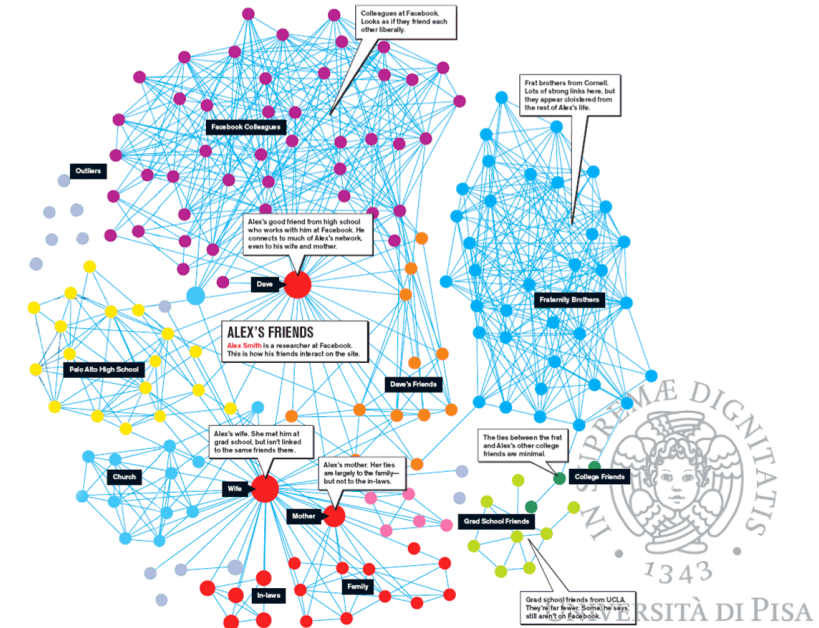 Colleagues at Facebook.
Looks as if they friend each
other liberally.
Frat brothers from Cornell.
Lots of strong links here, but
they appear cloistered from
the rest of Alex's life.
Facebook Colleagues
Outliers
Alex's good friend from high school
who works with him at Facebook. He
connects to much of Alex's network,
even to his wife and mother.
Dave
Fraternity Brothers
ALEX'S FRIENDS
Alex Smith is a researcher at Facebook.
This is how his friends interact on the site.
Palo Alto High School
Dave's Friends
Alex's wife. She met him at
grad school, but isn't linked
to the same friends there.
The ties between the frat
and Alex's other college
friends are minimal.
Alex's mother. Her ties
are largely to the family—
but not to the in-laws.
Church
College Friends
Wife
Mother
Grad School Friends
Family
In-laws
Grad school friends from UCLA.
They're far fewer. Some, he says,
still aren't on Facebook.
IN SUPREMÆ DIGNITATIS
1343
UNIVERSITÀ DI PISA